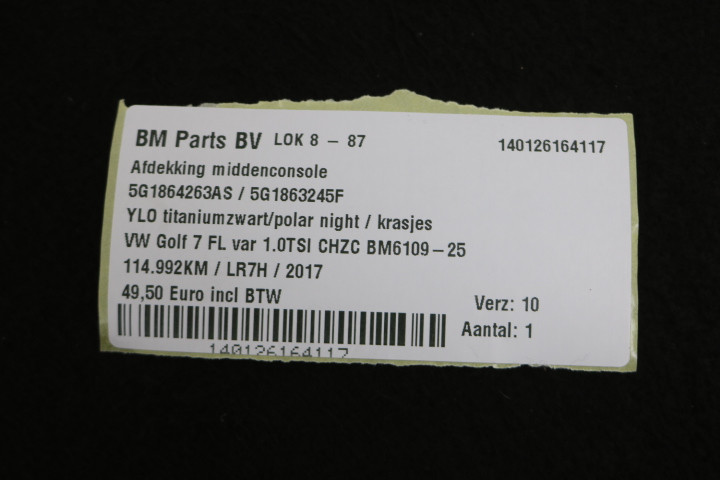 BM Parts BV LOK 8 - 87 140126164117
Afdekking middenconsole
5G1864263AS / 5G1863245F
YLO titaniumzwart/polar night / krasjes
VW Golf 7 FL var 1.0TSI CHZC BM6109-25
114.992KM / LR7H / 2017
49,50 Euro incl BTW
Verz: 10
Aantal: 1
140126164117